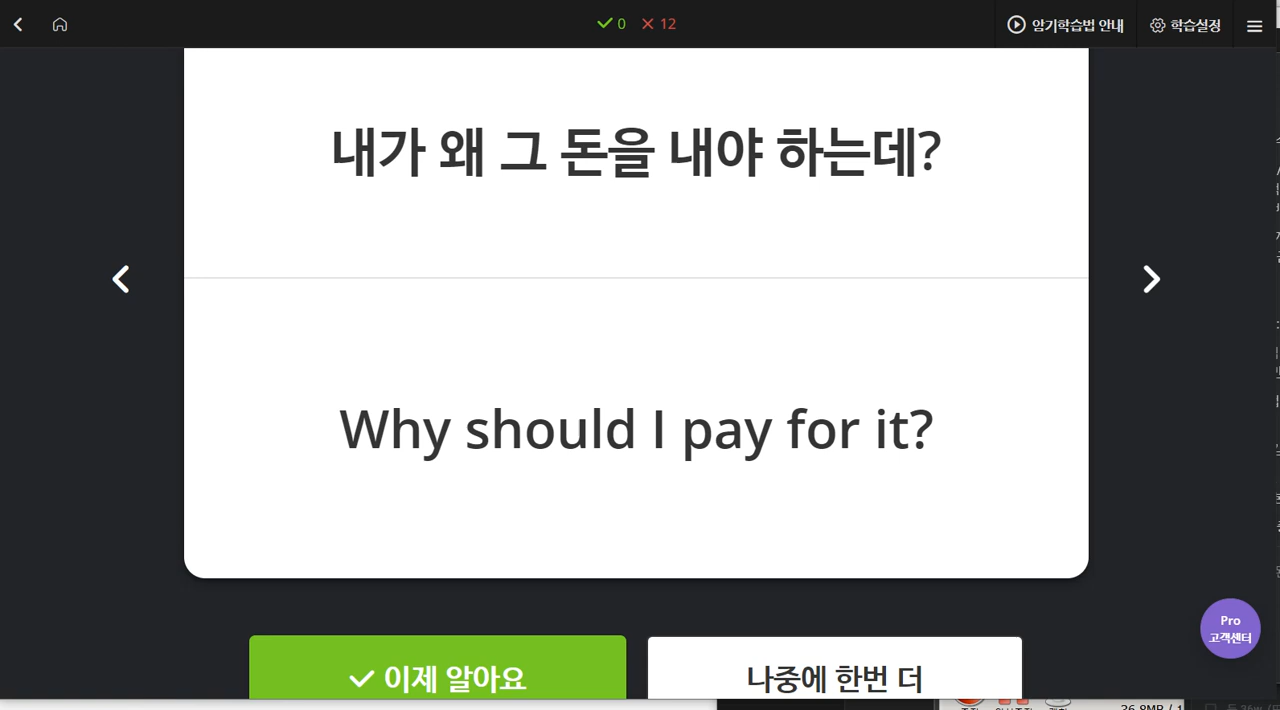 0 12 암기학습법 안내 학습설정
내가 왜 그 돈을 내야 하는데?
Why should I pay for it?
Pro
고객센터
이제 알아요 나중에 한번 더